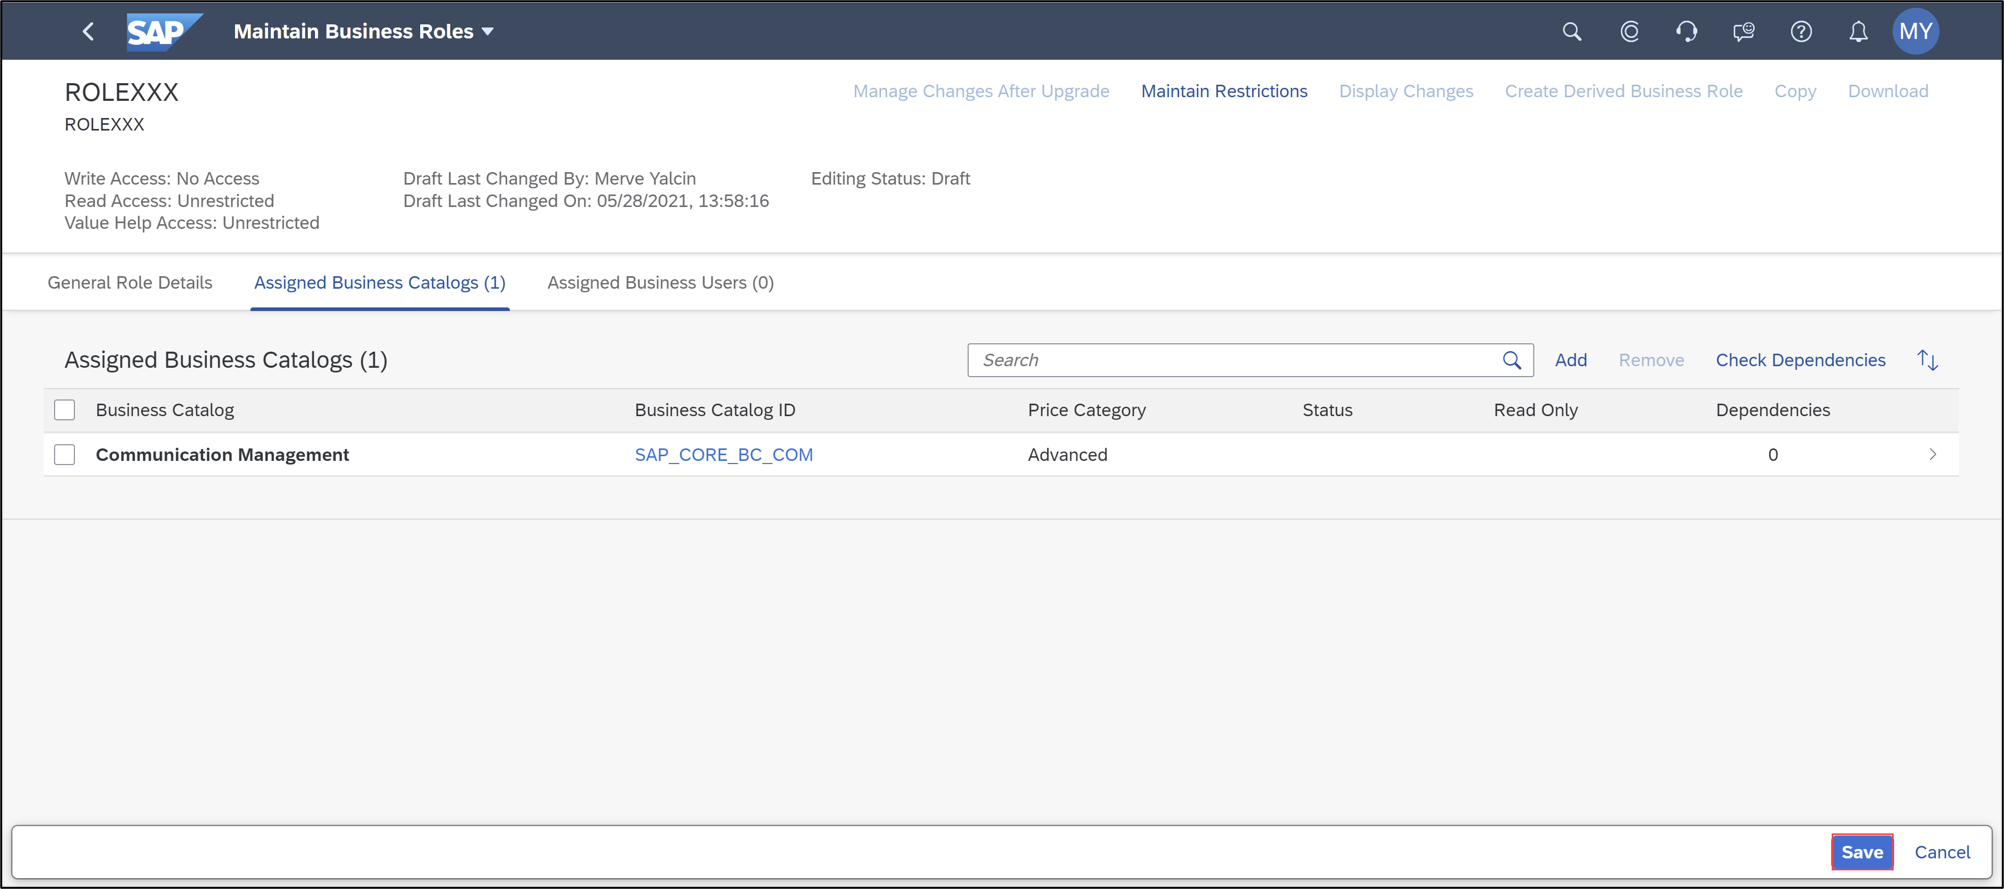 SAP Maintain Business Roles MY
ROLEXXX
ROLEXXX
Manage Changes After Upgrade Maintain Restrictions Display Changes Create Derived Business Role Copy Download
Write Access: No Access Draft Last Changed By: Merve Yalcin Editing Status: Draft
Read Access: Unrestricted Draft Last Changed On: 05/28/2021, 13:58:16
Value Help Access: Unrestricted
General Role Details Assigned Business Catalogs (1) Assigned Business Users (0)
Assigned Business Catalogs (1) Search Add Remove Check Dependencies
Business Catalog Business Catalog ID Price Category Status Read Only Dependencies
Communication Management SAP_CORE_BC_COM Advanced 0
Save Cancel